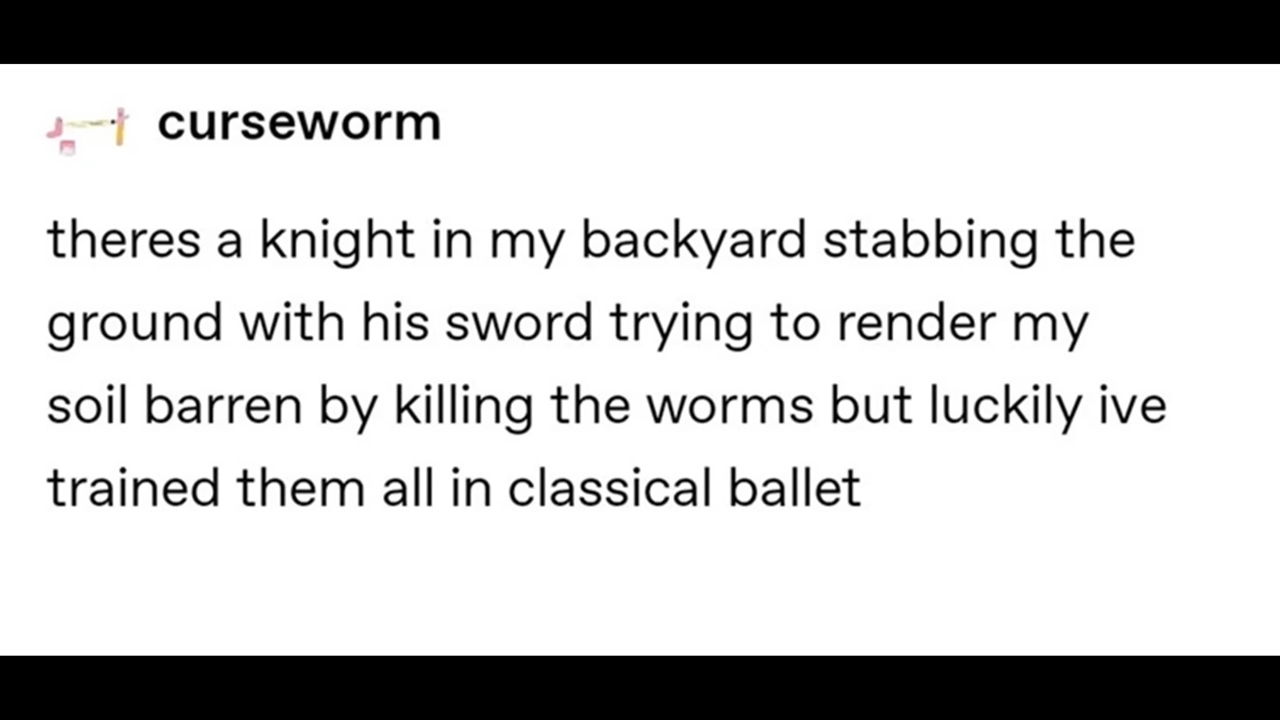 curseworm
theres a knight in my backyard stabbing the
ground with his sword trying to render my
soil barren by killing the worms but luckily ive
trained them all in classical ballet